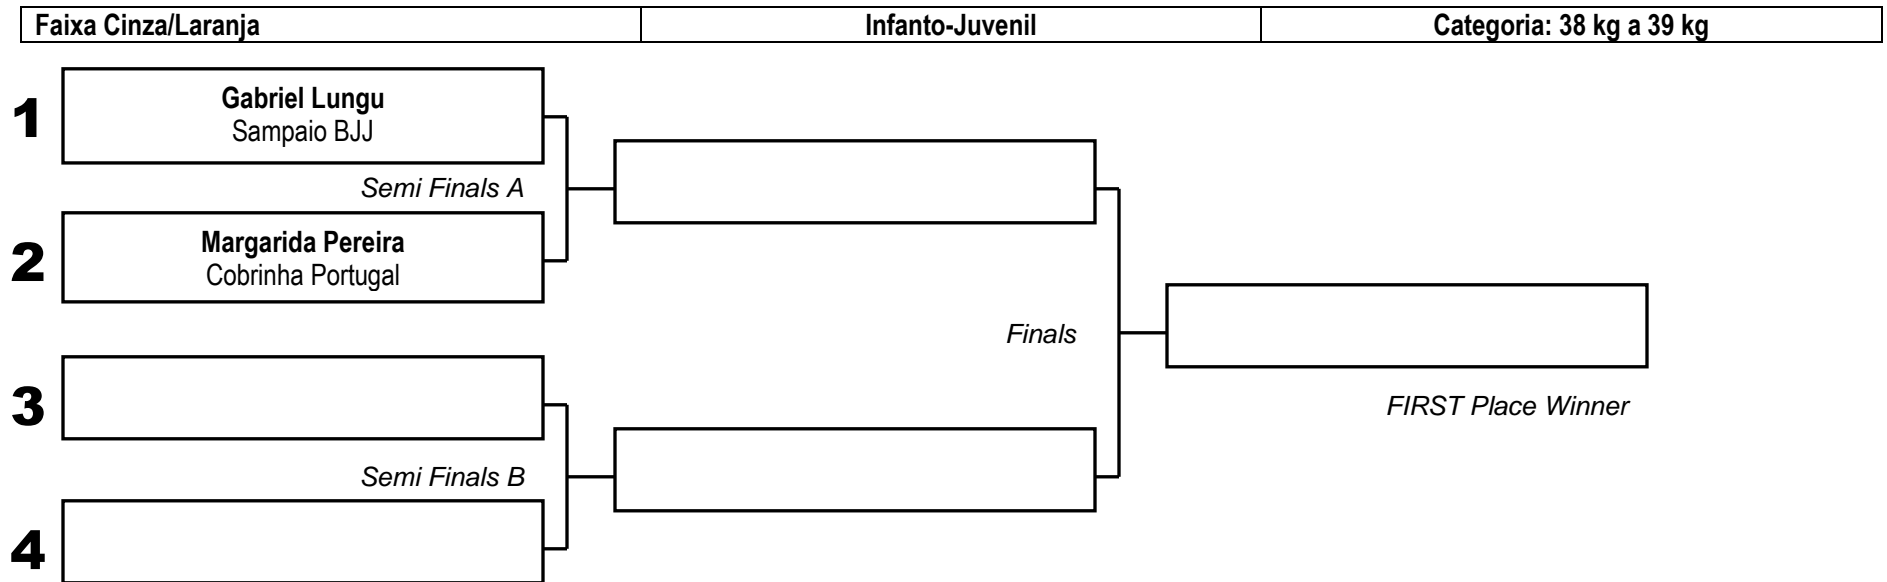 Faixa Cinza/Laranja Infanto-Juvenil Categoria: 38 kg a 39 kg
1
Gabriel Lungu
Sampaio BJJ
Semi Finals A
2
Margarida Pereira
Cobrinha Portugal
Finals
3
FIRST Place Winner
Semi Finals B
4